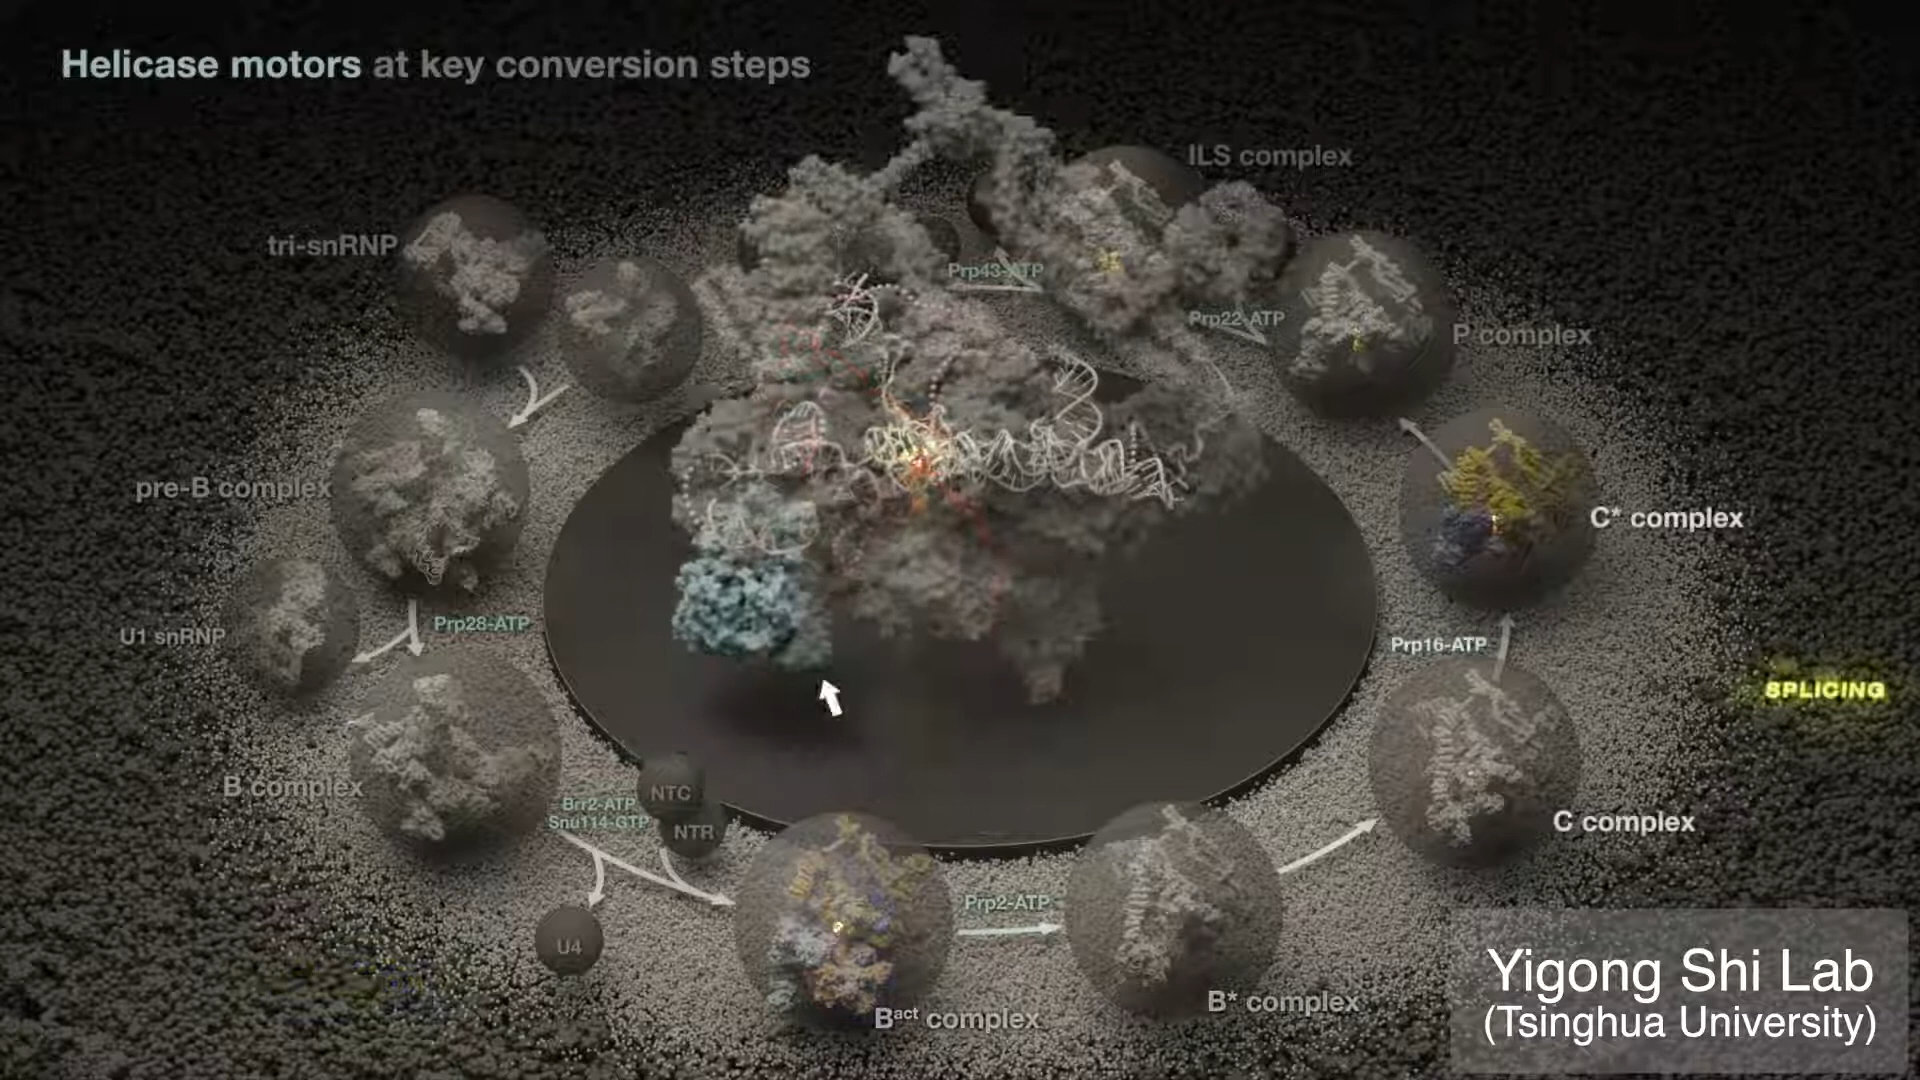 Helicase motors at key conversion steps
ILS complex
tri-snRNP
Prp43-ATP
Prp22-ATP
P complex
pre-B complex
C* complex
U1 snRNP
Prp28-ATP
Prp16-ATP
SPLICING
B complex
NTC
Brr2-ATP
Snu114-GTP
NTR
C complex
Prp2-ATP
U4
B* complex
Bact complex
Yigong Shi Lab
(Tsinghua University)